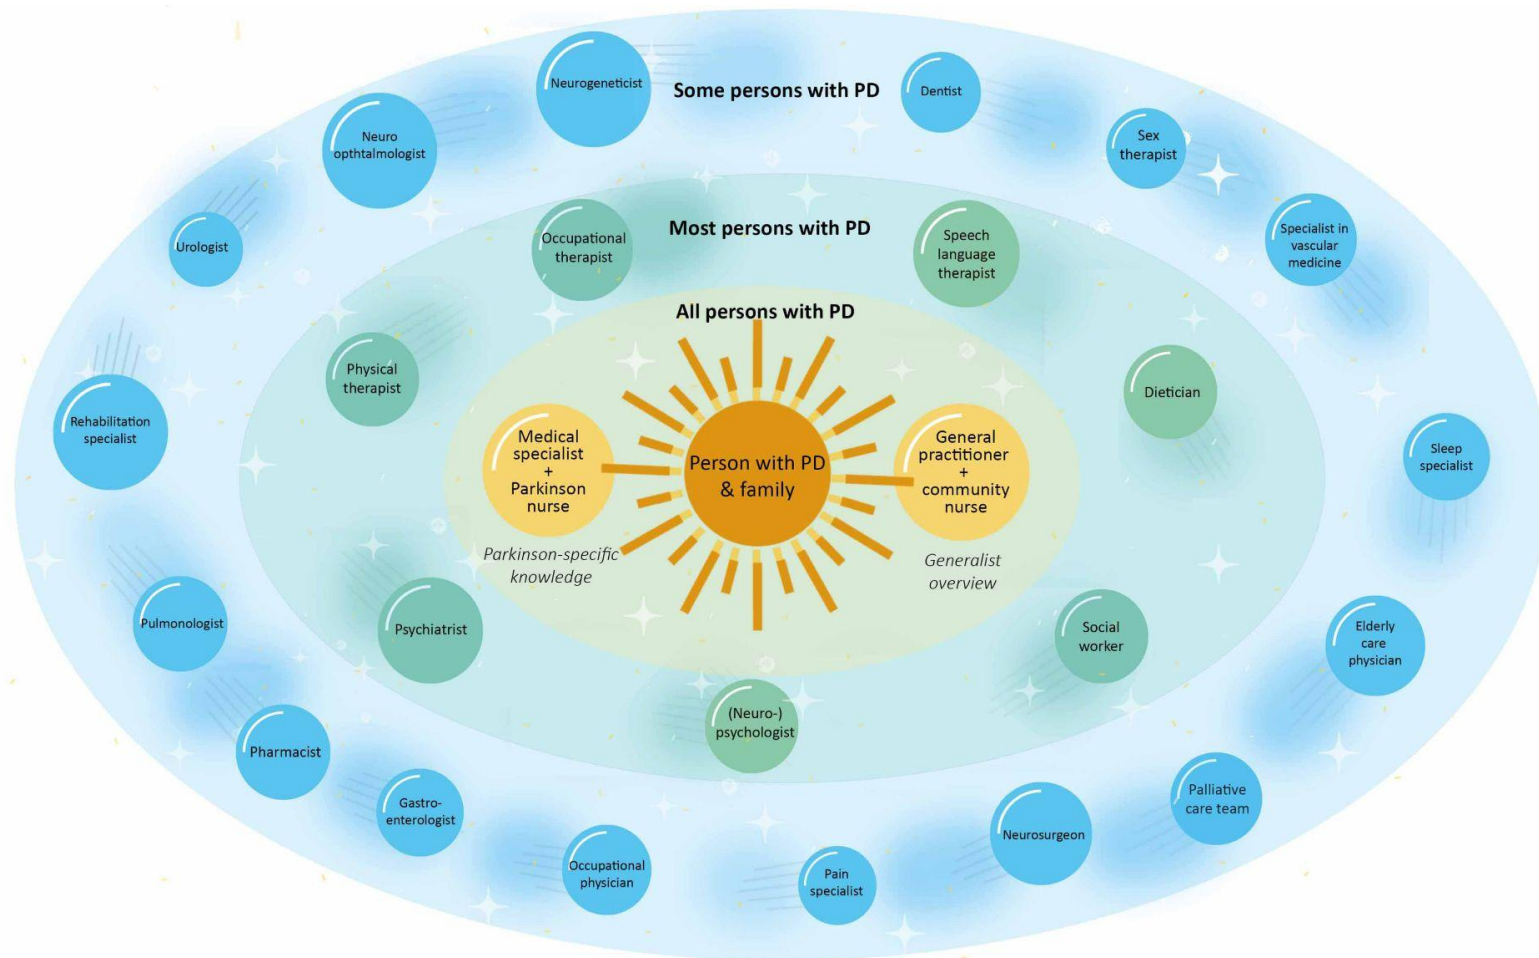 Neurogeneticist
Some persons with PD
Dentist
Neuro
opthtalmologist
Sex
therapist
Urologist
Specialist in
vascular
medicine
Most persons with PD
Occupational
therapist
Speech
language
therapist
All persons with PD
Physical
therapist
Dietician
Rehabilitation
specialist
Medical
specialist
+
Parkinson
nurse
Person with PD
& family
General
practitioner
+
community
nurse
Sleep
specialist
Parkinson-specific
knowledge
Generalist
overview
Pulmonologist
Psychiatrist
Social
worker
Elderly
care
physician
(Neuro-)
psychologist
Pharmacist
Gastro-
enterologist
Occupational
physician
Pain
specialist
Neurosurgeon
Palliative
care team